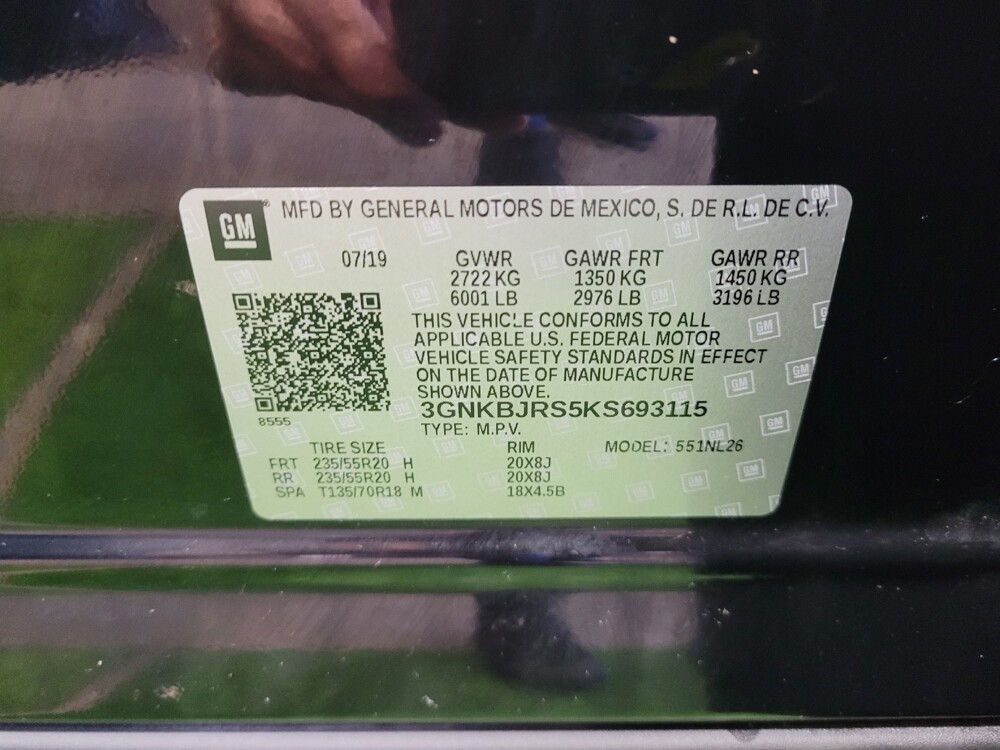 GM® MFD BY GENERAL MOTORS DE MEXICO, S. DE R.L. DE C.V.
07/19 GVWR GAWR FRT GAWR RR
2722 KG 1350 KG 1450 KG
6001 LB 2976 LB 3196 LB
THIS VEHICLE CONFORMS TO ALL
APPLICABLE U.S. FEDERAL MOTOR
VEHICLE SAFETY STANDARDS IN EFFECT
ON THE DATE OF MANUFACTURE
SHOWN ABOVE.
3GNKBJRS5KS693115
8555
TYPE: M.P.V.
TIRE SIZE RIM MODEL: 551NL26
FRT 235/55R20 H 20X8J
RR 235/55R20 H 20X8J
SPA T135/70R18 M 18X4.5B